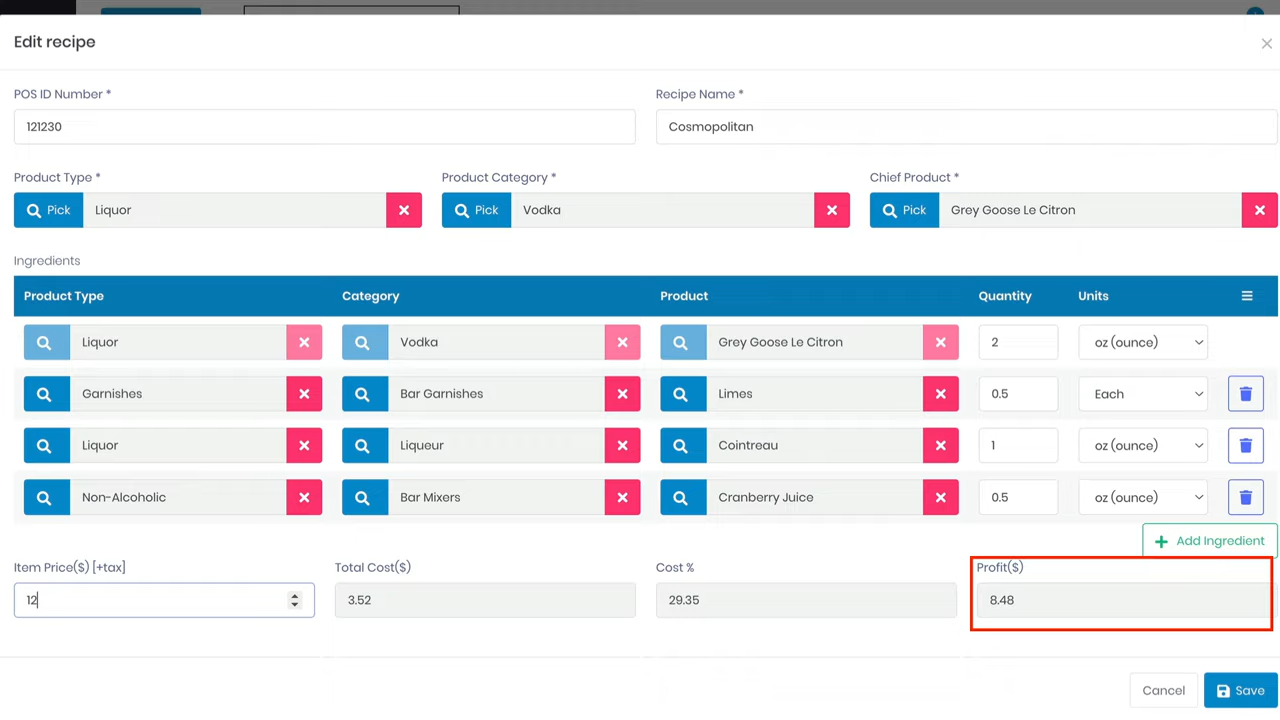 Edit recipe
POS ID Number *
Recipe Name *
121230
Cosmopolitan
Product Type *
Product Category *
Chief Product *
Pick Liquor
Pick Vodka
Pick Grey Goose Le Citron
Ingredients
Product Type Category Product Quantity Units
Liquor Vodka Grey Goose Le Citron 2 oz (ounce)
Garnishes Bar Garnishes Limes 0.5 Each
Liquor Liqueur Cointreau 1 oz (ounce)
Non-Alcoholic Bar Mixers Cranberry Juice 0.5 oz (ounce)
Add Ingredient
Item Price($) [+tax] Total Cost($) Cost % Profit($)
12 3.52 29.35 8.48
Cancel Save